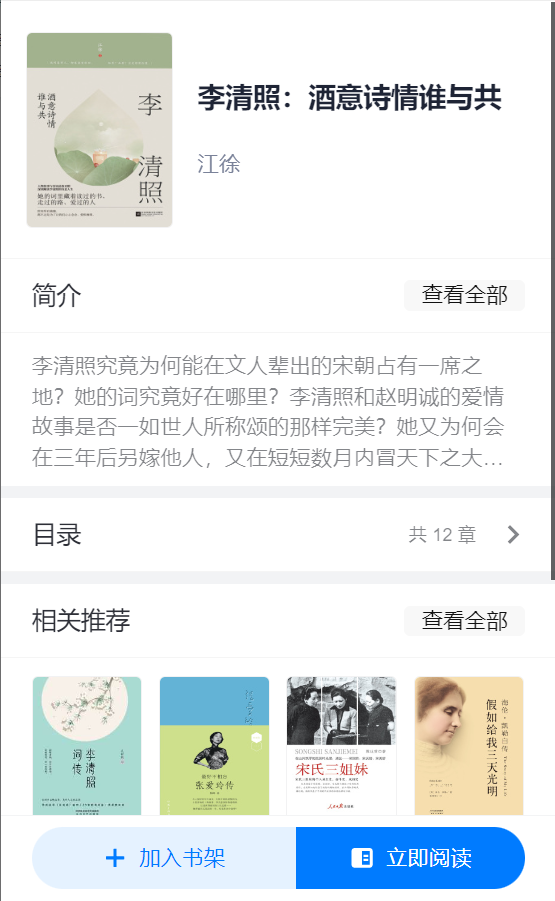 李清照
酒意诗情
谁与共
她的词里藏着读过的书、
走过的路、爱过的人
李清照：酒意诗情谁与共
江徐
简介
查看全部
李清照究竟为何能在文人辈出的宋朝占有一席之
地？她的词究竟好在哪里？李清照和赵明诚的爱情
故事是否一如世人所称颂的那样完美？她又为何会
在三年后另嫁他人，又在短短数月内冒天下之大...
目录
共 12 章
相关推荐
查看全部
李清照
词传
张爱玲传
SONGSHI SANJIEMEI
宋氏三姐妹
海伦·凯勒自传
假如给我三天光明
加入书架
立即阅读